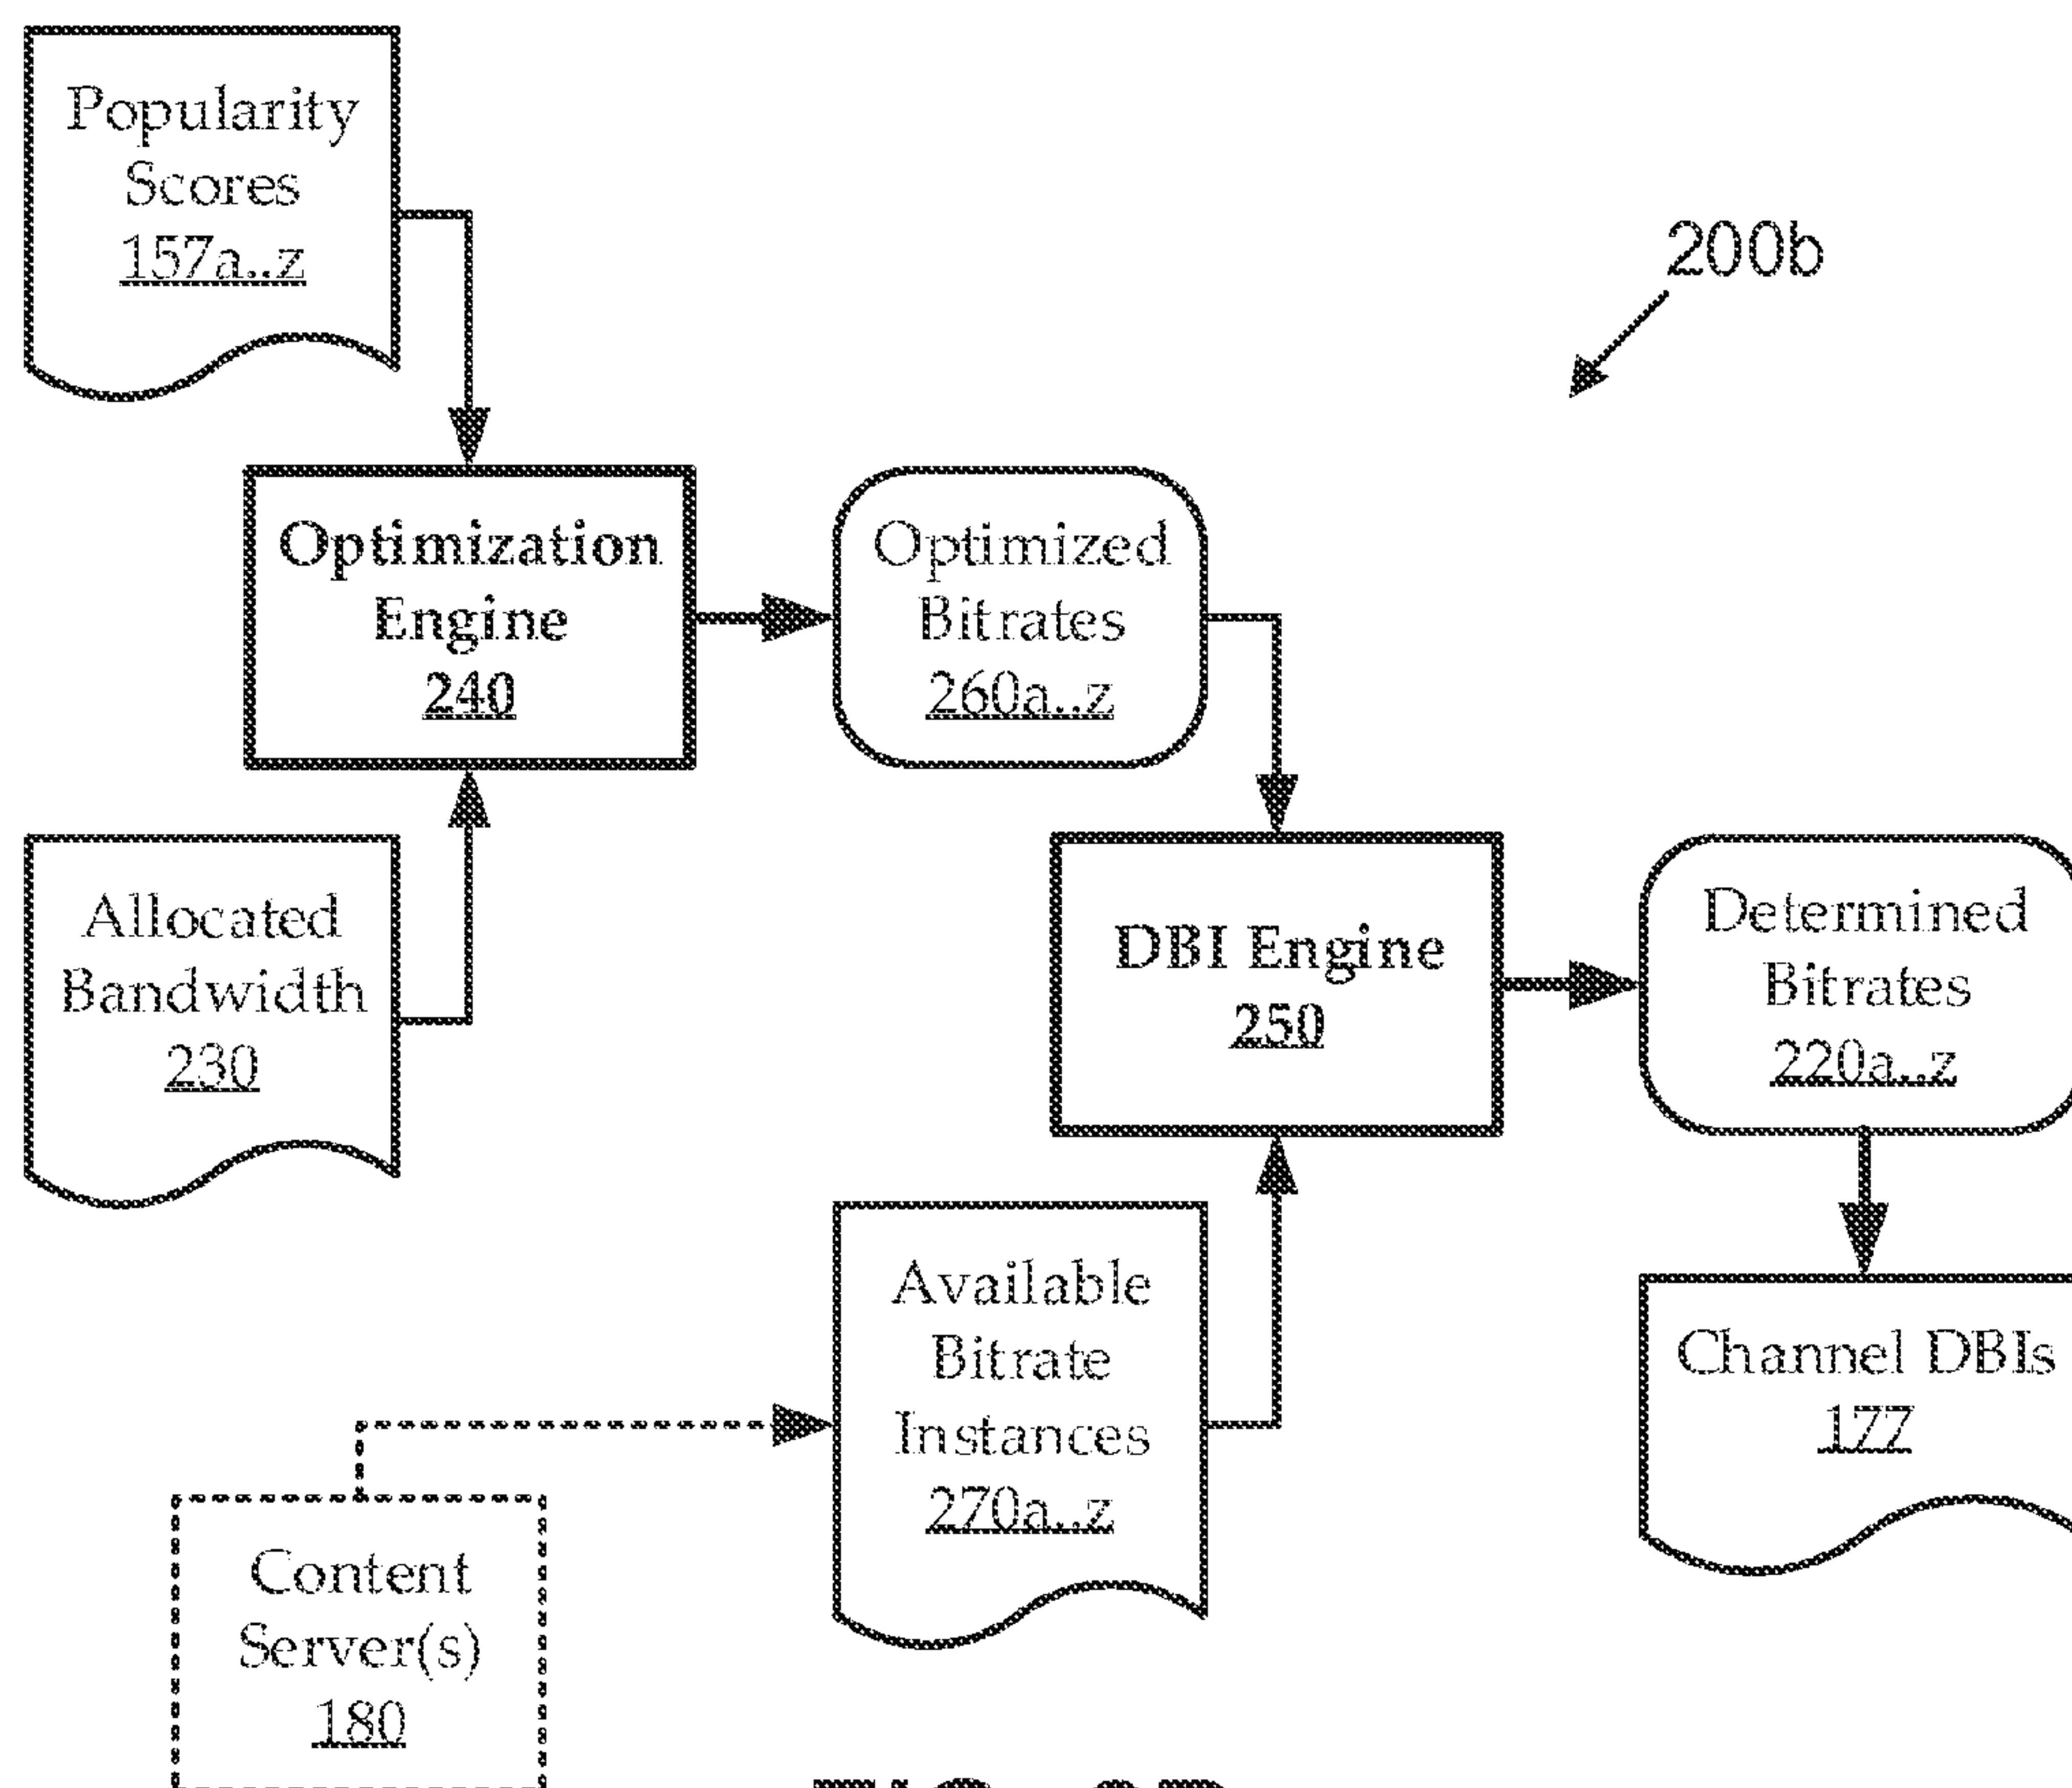 Popularity
Scores
157a..z
200b
Optimization
Engine
240
Optimized
Bitrates
260a..z
Allocated
Bandwidth
230
DBI Engine
250
Determined
Bitrates
220a..z
Available
Bitrate
Instances
270a..z
Channel DBIs
177
Content
Server(s)
180